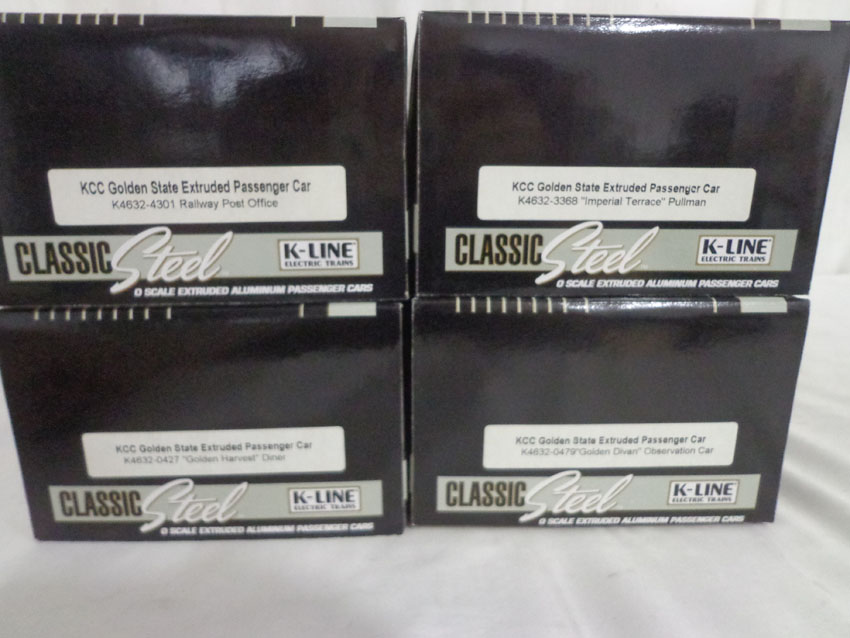 KCC Golden State Extruded Passenger Car
K4632-4301 Railway Post Office
CLASSIC Steel
K-LINE
ELECTRIC TRAINS
O SCALE EXTRUDED ALUMINUM PASSENGER CARS
KCC Golden State Extruded Passenger Car
K4632-3368 "Imperial Terrace" Pullman
CLASSIC Steel
K-LINE
ELECTRIC TRAINS
O SCALE EXTRUDED ALUMINUM PASSENGER CARS
KCC Golden State Extruded Passenger Car
K4632-0427 "Golden Harvest" Diner
CLASSIC Steel
K-LINE
ELECTRIC TRAINS
O SCALE EXTRUDED ALUMINUM PASSENGER CARS
KCC Golden State Extruded Passenger Car
K4632-0479"Golden Divan" Observation Car
CLASSIC Steel
K-LINE
ELECTRIC TRAINS
O SCALE EXTRUDED ALUMINUM PASSENGER CARS